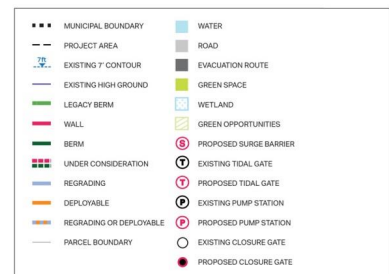 MUNICIPAL BOUNDARY
PROJECT AREA
7ft
EXISTING 7' CONTOUR
EXISTING HIGH GROUND
LEGACY BERM
WALL
BERM
UNDER CONSIDERATION
REGRADING
DEPLOYABLE
REGRADING OR DEPLOYABLE
PARCEL BOUNDARY
WATER
ROAD
EVACUATION ROUTE
GREEN SPACE
WETLAND
GREEN OPPORTUNITIES
S PROPOSED SURGE BARRIER
T EXISTING TIDAL GATE
T PROPOSED TIDAL GATE
P EXISTING PUMP STATION
P PROPOSED PUMP STATION
EXISTING CLOSURE GATE
PROPOSED CLOSURE GATE